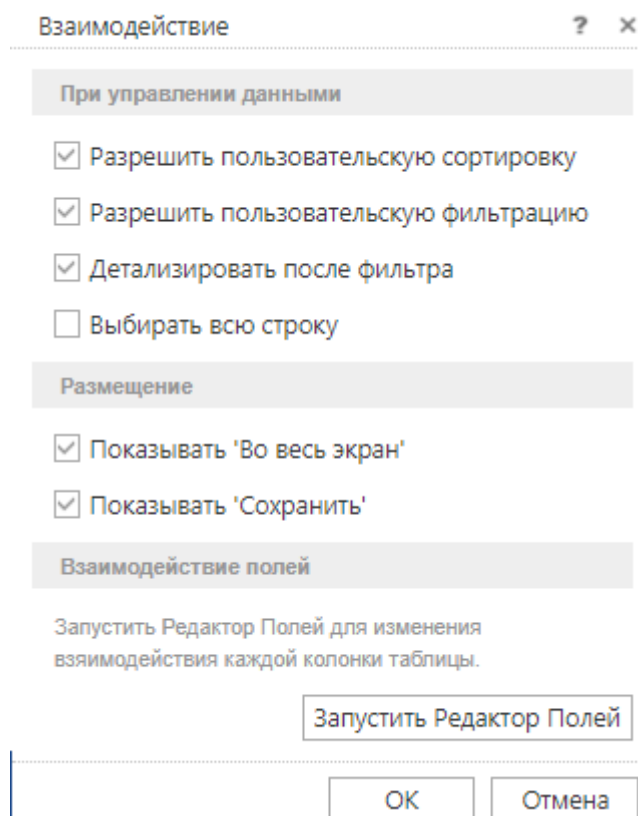 Взаимодействие ? ×
При управлении данными
Разрешить пользовательскую сортировку
Разрешить пользовательскую фильтрацию
Детализировать после фильтра
Выбирать всю строку
Размещение
Показывать 'Во весь экран'
Показывать 'Сохранить'
Взаимодействие полей
Запустить Редактор Полей для изменения
взяимодействия каждой колонки таблицы.
Запустить Редактор Полей
ОК Отмена